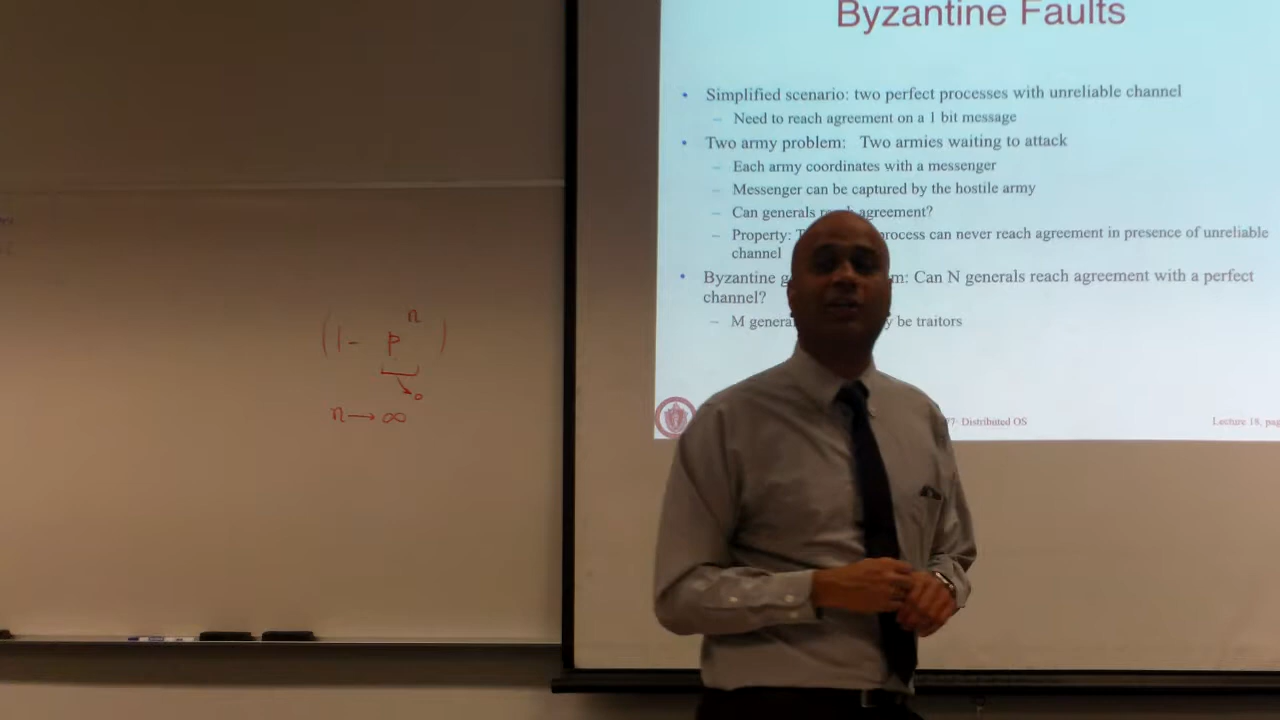 Byzantine Faults
• Simplified scenario: two perfect processes with unreliable channel
– Need to reach agreement on a 1 bit message
• Two army problem: Two armies waiting to attack
– Each army coordinates with a messenger
– Messenger can be captured by the hostile army
– Can generals reach agreement?
– Property: process can never reach agreement in presence of unreliable
channel
• Byzantine Can N generals reach agreement with a perfect
channel?
– M be traitors
Distributed OS
Lecture 18,
(1- p^n)
0
n → ∞